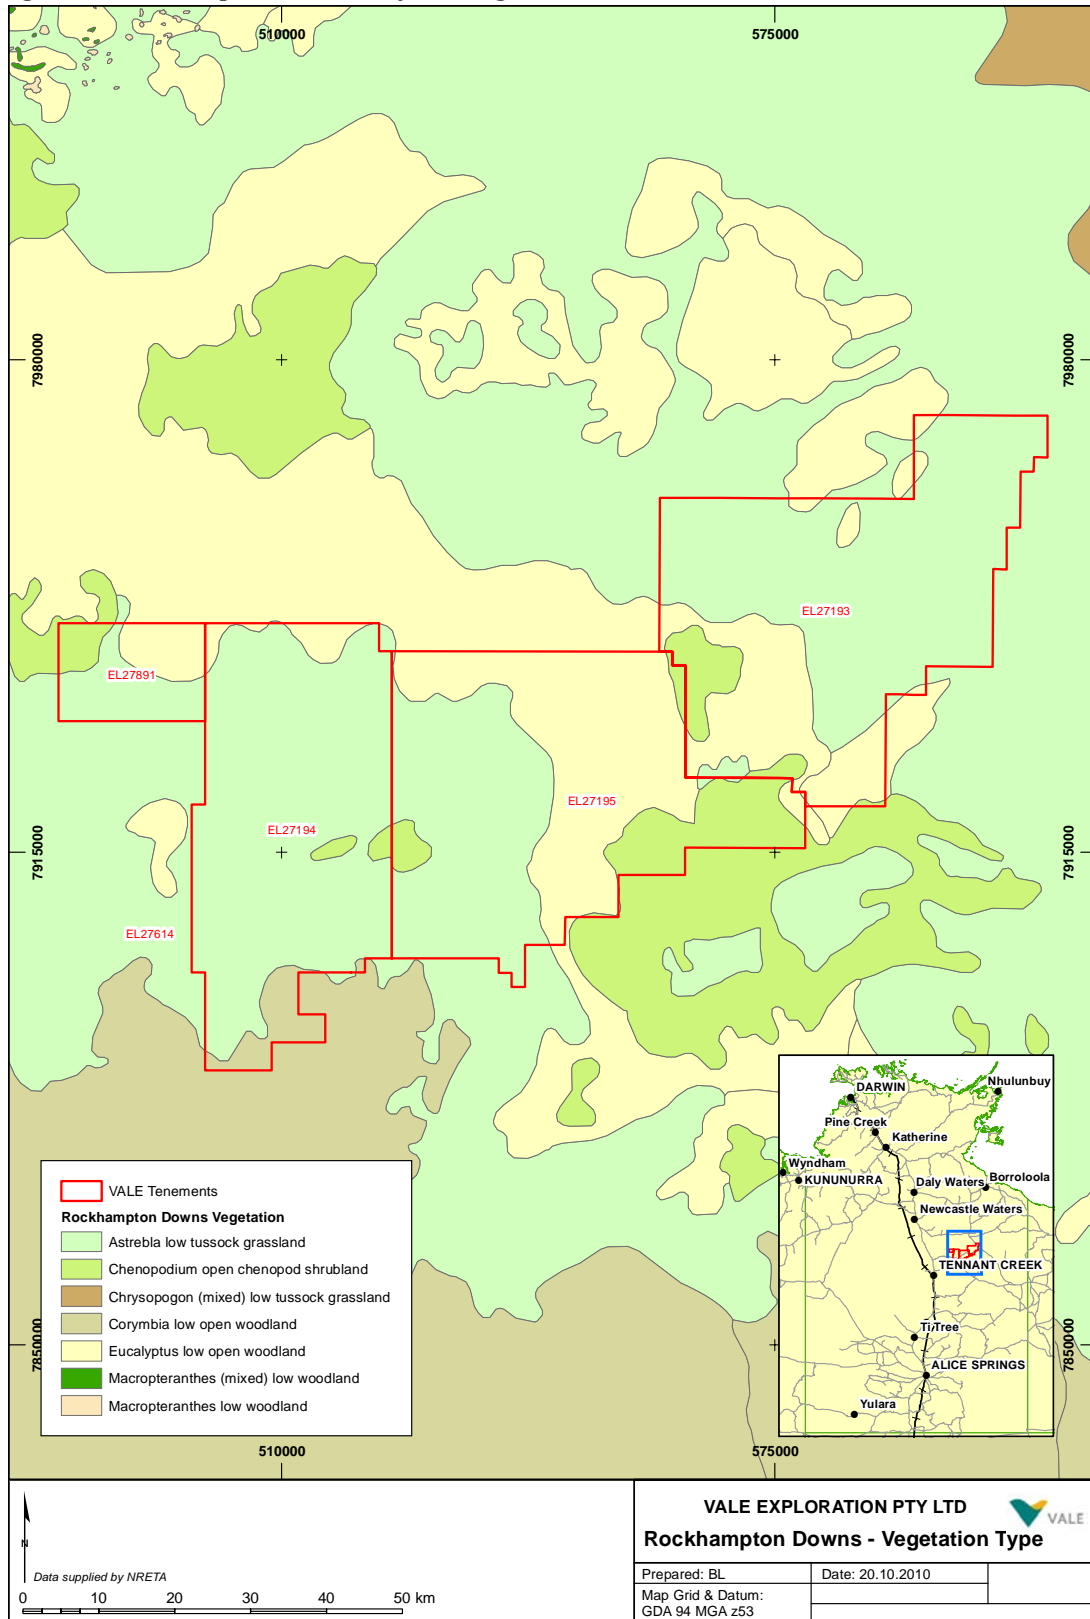 510000
575000
7980000
7980000
EL27193
EL27891
EL27195
EL27194
7915000
7915000
EL27614
DARWIN
Nhulunbuy
Pine Creek
Katherine
Wyndham
KUNUNURRA
Daly Waters
Borroloola
Newcastle Waters
TENNANT CREEK
Ti Tree
ALICE SPRINGS
Yulara
7850000
7850000
VALE Tenements
Rockhampton Downs Vegetation
Astrebla low tussock grassland
Chenopodium open chenopod shrubland
Chrysopogon (mixed) low tussock grassland
Corymbia low open woodland
Eucalyptus low open woodland
Macropteranthes (mixed) low woodland
Macropteranthes low woodland
510000
575000
N
Data supplied by NRETA
0 10 20 30 40 50 km
VALE EXPLORATION PTY LTD
VALE
Rockhampton Downs - Vegetation Type
Prepared: BL
Date: 20.10.2010
Map Grid & Datum:
GDA 94 MGA z53